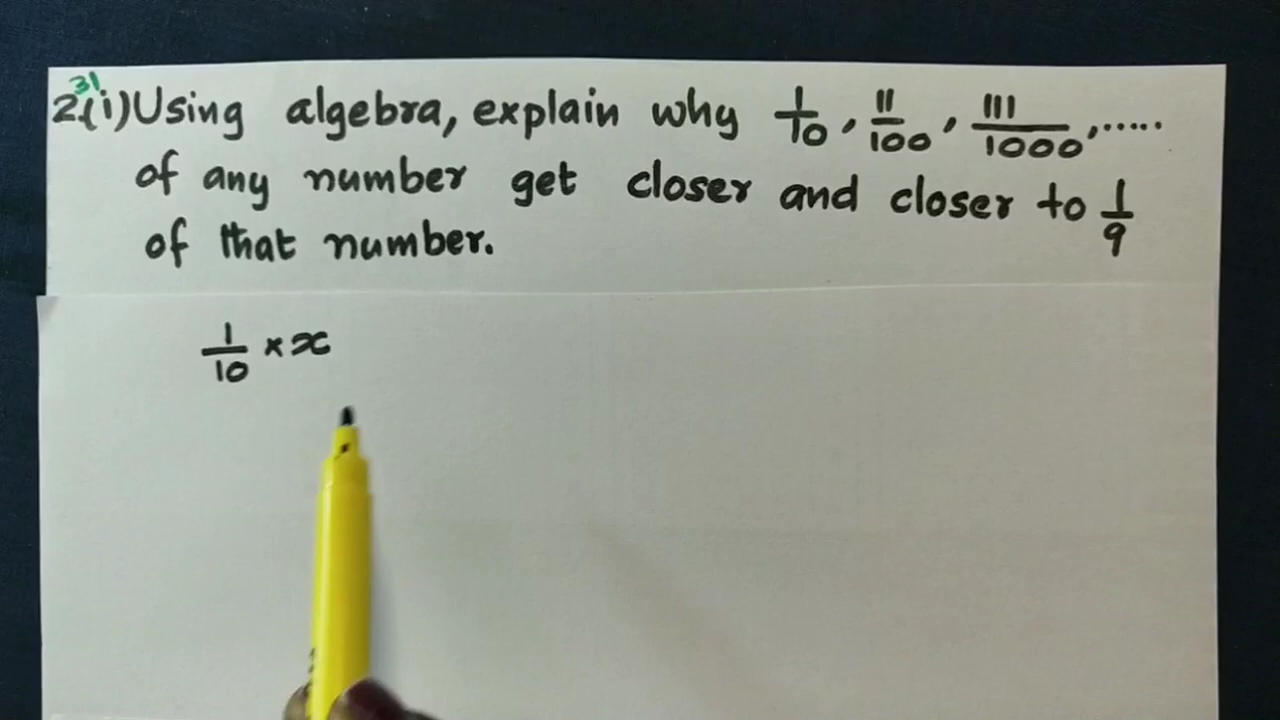 31
2.(i) Using algebra, explain why 1/10, 11/100, 111/1000, .....
of any number get closer and closer to 1/9
of that number.
1/10 × x